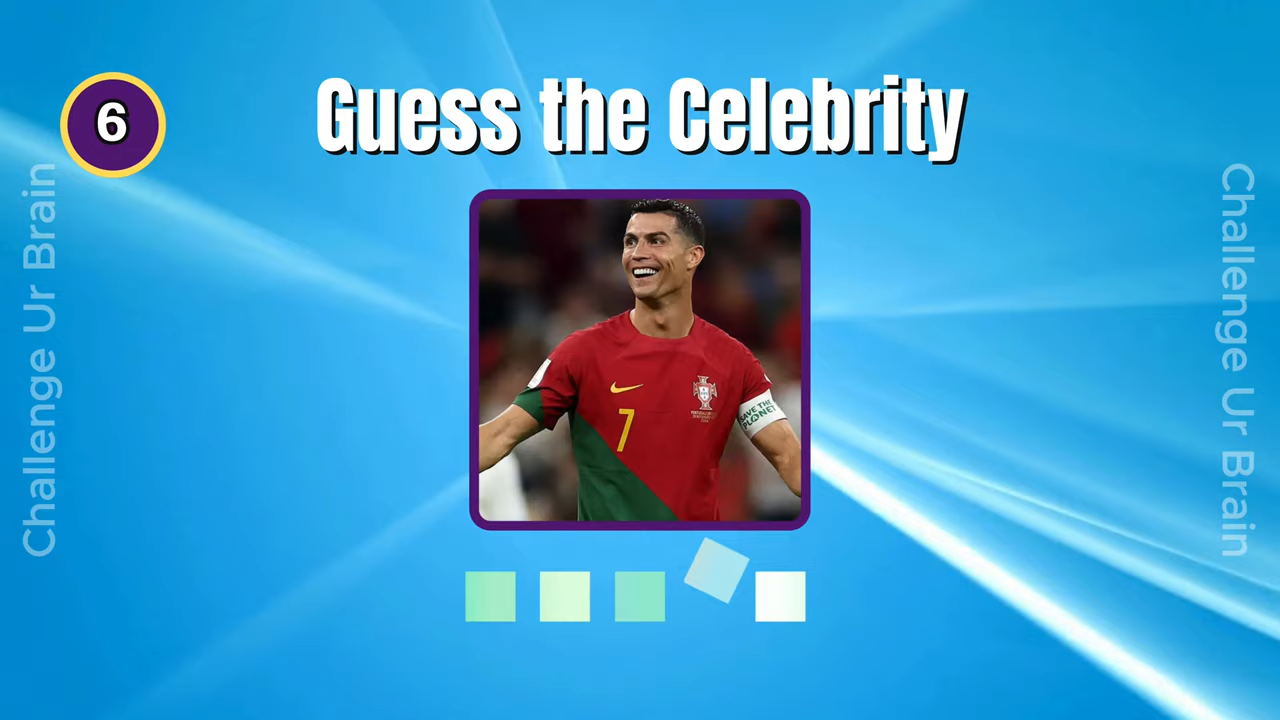 6
Guess the Celebrity
Challenge Ur Brain
Challenge Ur Brain
7
SAVE THE
PLANET